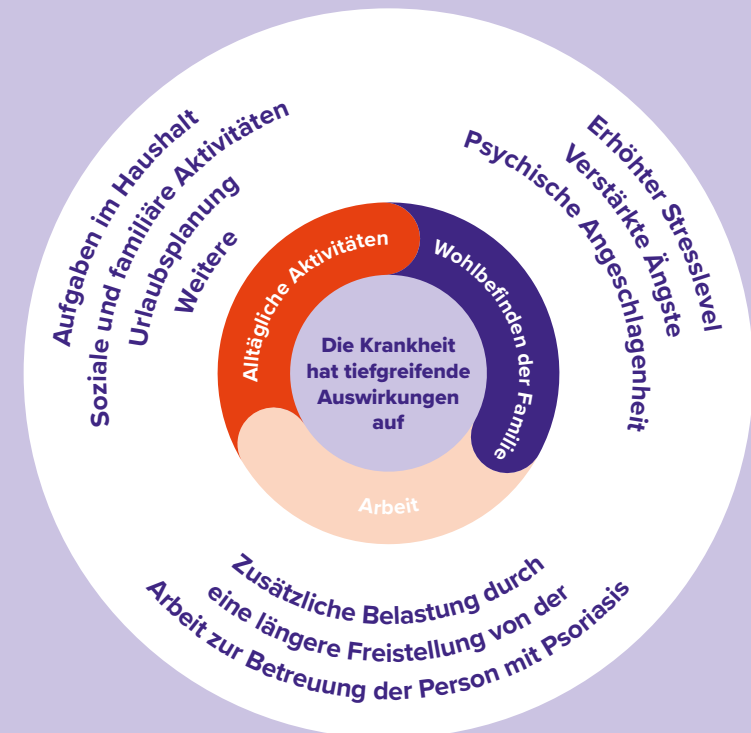 Die Krankheit
hat tiefgreifende
Auswirkungen
auf
Alltägliche Aktivitäten
Aufgaben im Haushalt
Soziale und familiäre Aktivitäten
Urlaubsplanung
Weitere
Wohlbefinden der Familie
Erhöhter Stresslevel
Verstärkte Ängste
Psychische Angeschlagenheit
Arbeit
Zusätzliche Belastung durch
eine längere Freistellung von der
Arbeit zur Betreuung der Person mit Psoriasis